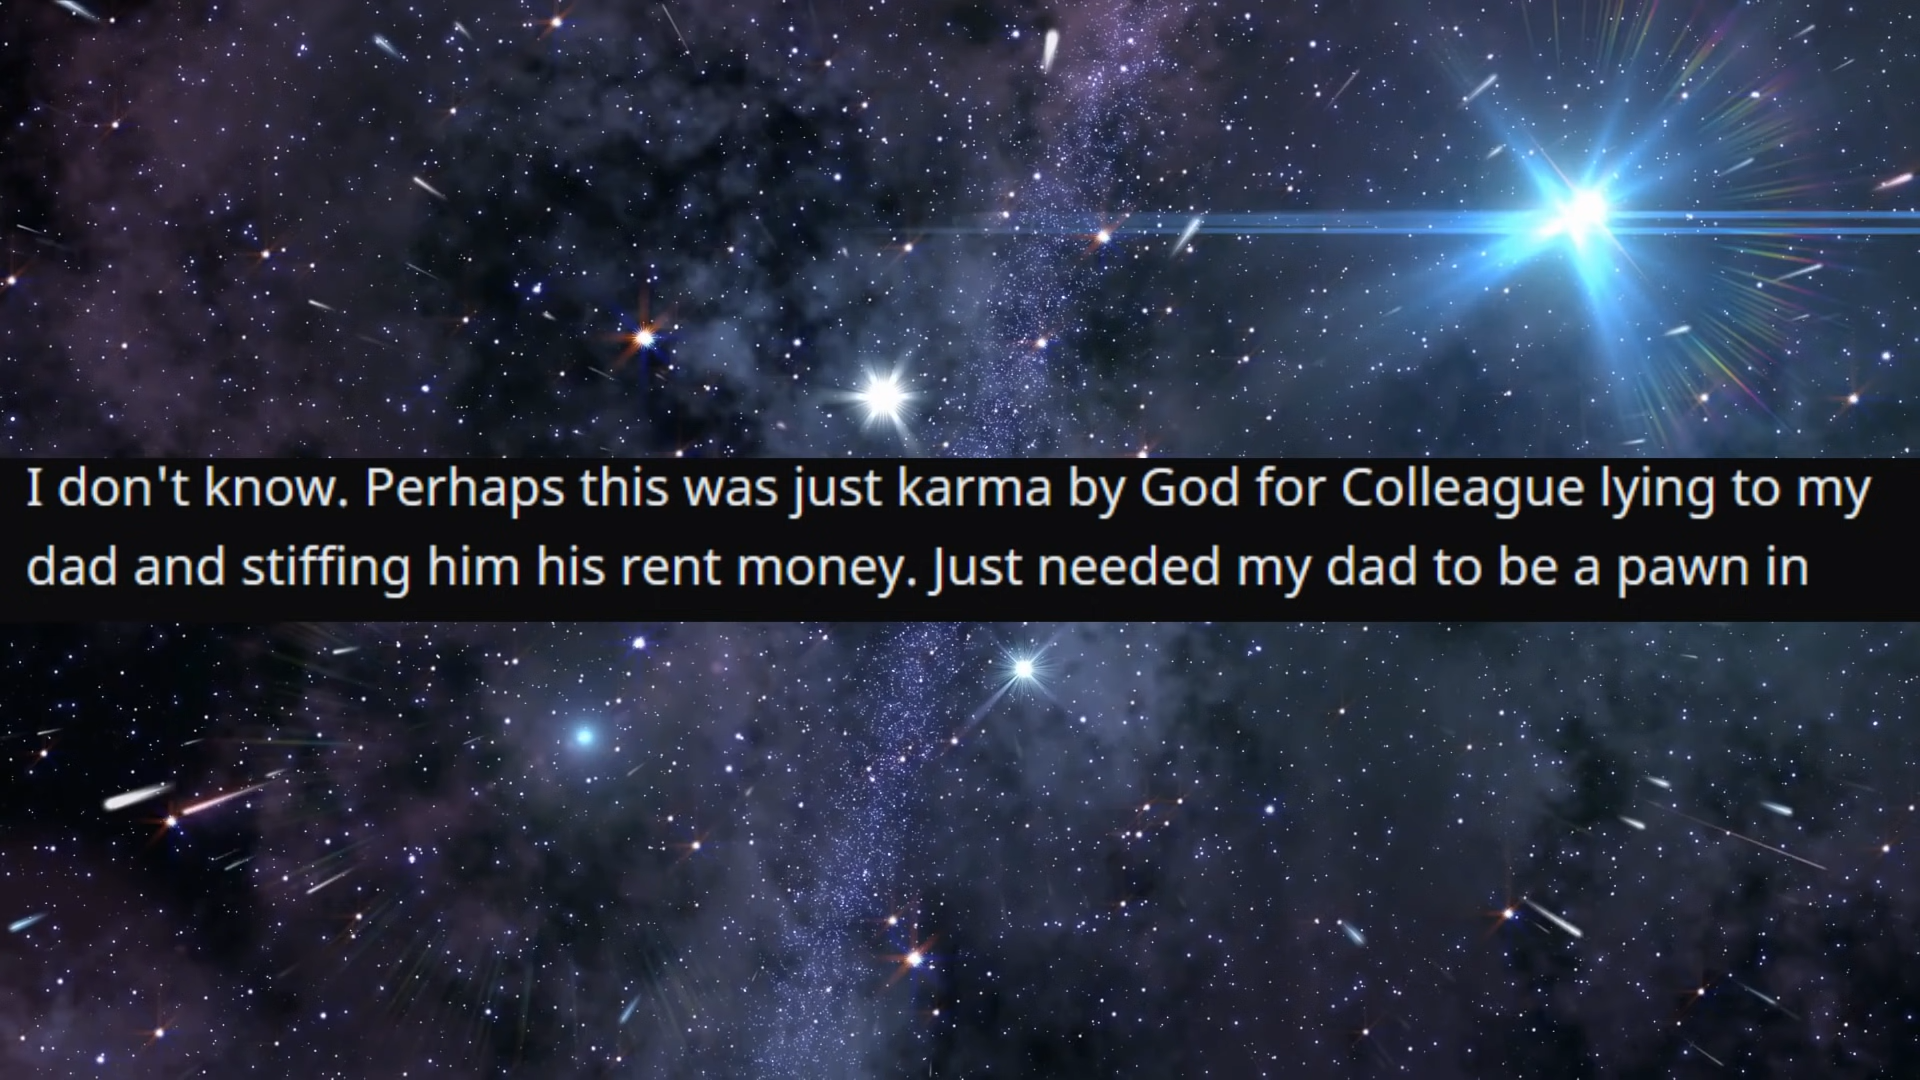 I don't know. Perhaps this was just karma by God for Colleague lying to my
dad and stiffing him his rent money. Just needed my dad to be a pawn in